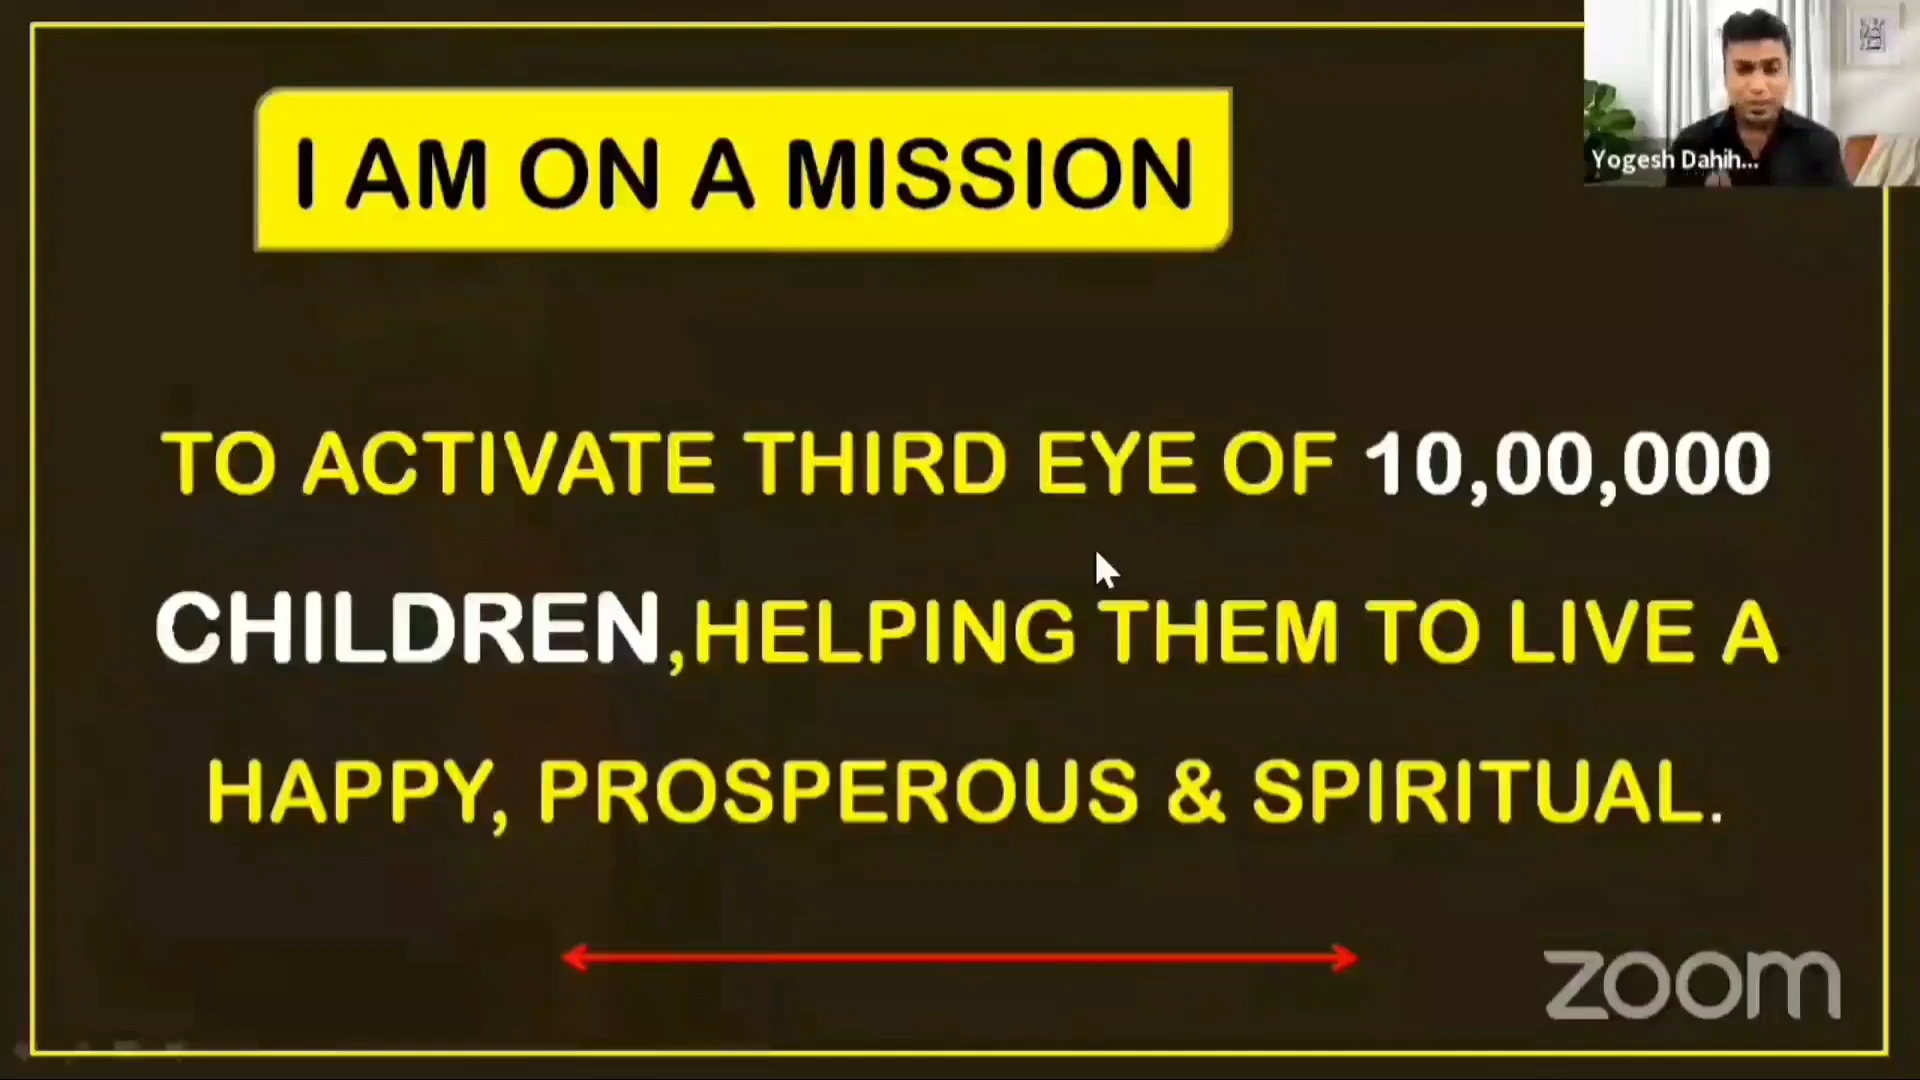 I AM ON A MISSION
Yogesh Dahih...
TO ACTIVATE THIRD EYE OF 10,00,000
CHILDREN,HELPING THEM TO LIVE A
HAPPY, PROSPEROUS & SPIRITUAL.
zoom